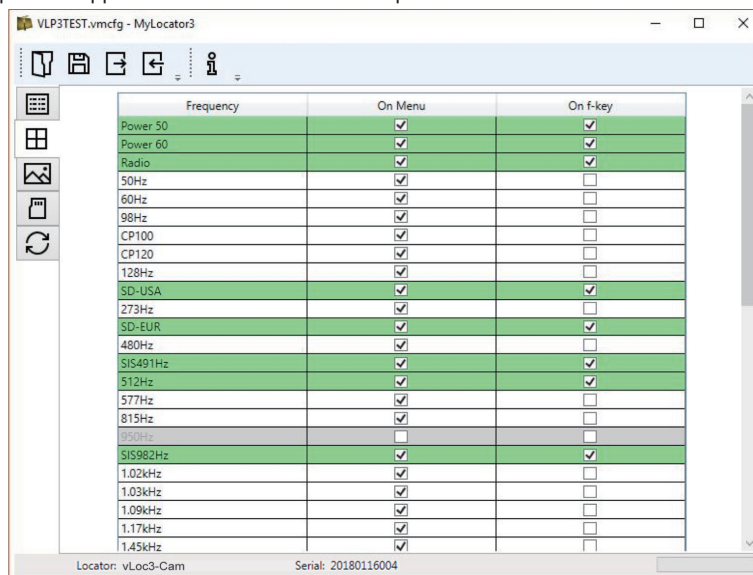 VLP3TEST.vmcfg - MyLocator3
Frequency On Menu On f-key
Power 50
Power 60
Radio
50Hz
60Hz
98Hz
CP100
CP120
128Hz
SD-USA
273Hz
SD-EUR
480Hz
SIS491Hz
512Hz
577Hz
815Hz
950Hz
SIS982Hz
1.02kHz
1.03kHz
1.09kHz
1.17kHz
1.45kHz
Locator: vLoc3-Cam Serial: 20180116004